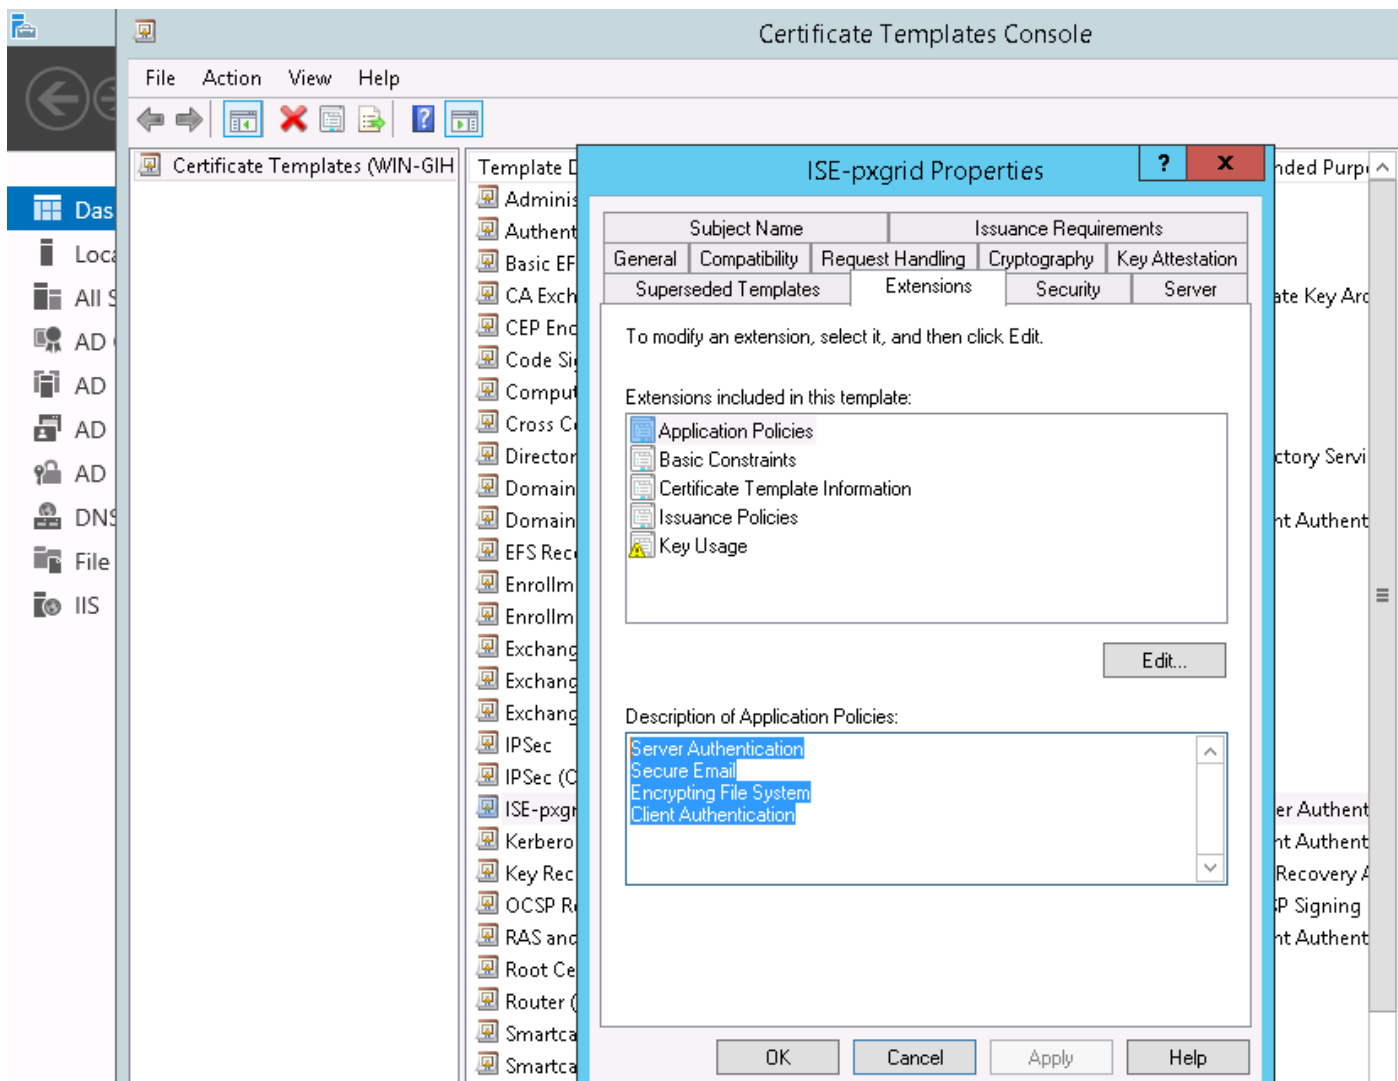 Certificate Templates Console
File Action View Help
Certificate Templates (WIN-GIH
Das
Loca
All S
AD
AD
AD
AD
DNS
File
IIS
Template D
Adminis
Authent
Basic EF
CA Exch
CEP Enc
Code Si
Comput
Cross C
Director
Domain
Domain
EFS Rec
Enrollm
Enrollm
Exchang
Exchang
Exchang
IPSec
IPSec (O
ISE-pxgr
Kerbero
Key Rec
OCSP R
RAS and
Root Ce
Router (
Smartca
Smartca
ISE-pxgrid Properties
? x
Subject Name Issuance Requirements
General Compatibility Request Handling Cryptography Key Attestation
Superseded Templates Extensions Security Server
To modify an extension, select it, and then click Edit.
Extensions included in this template:
Application Policies
Basic Constraints
Certificate Template Information
Issuance Policies
Key Usage
Edit...
Description of Application Policies:
Server Authentication
Secure Email
Encrypting File System
Client Authentication
OK Cancel Apply Help
nded Purp
ate Key Arc
ctory Servi
nt Authent
er Authent
nt Authent
Recovery A
SP Signing
nt Authent